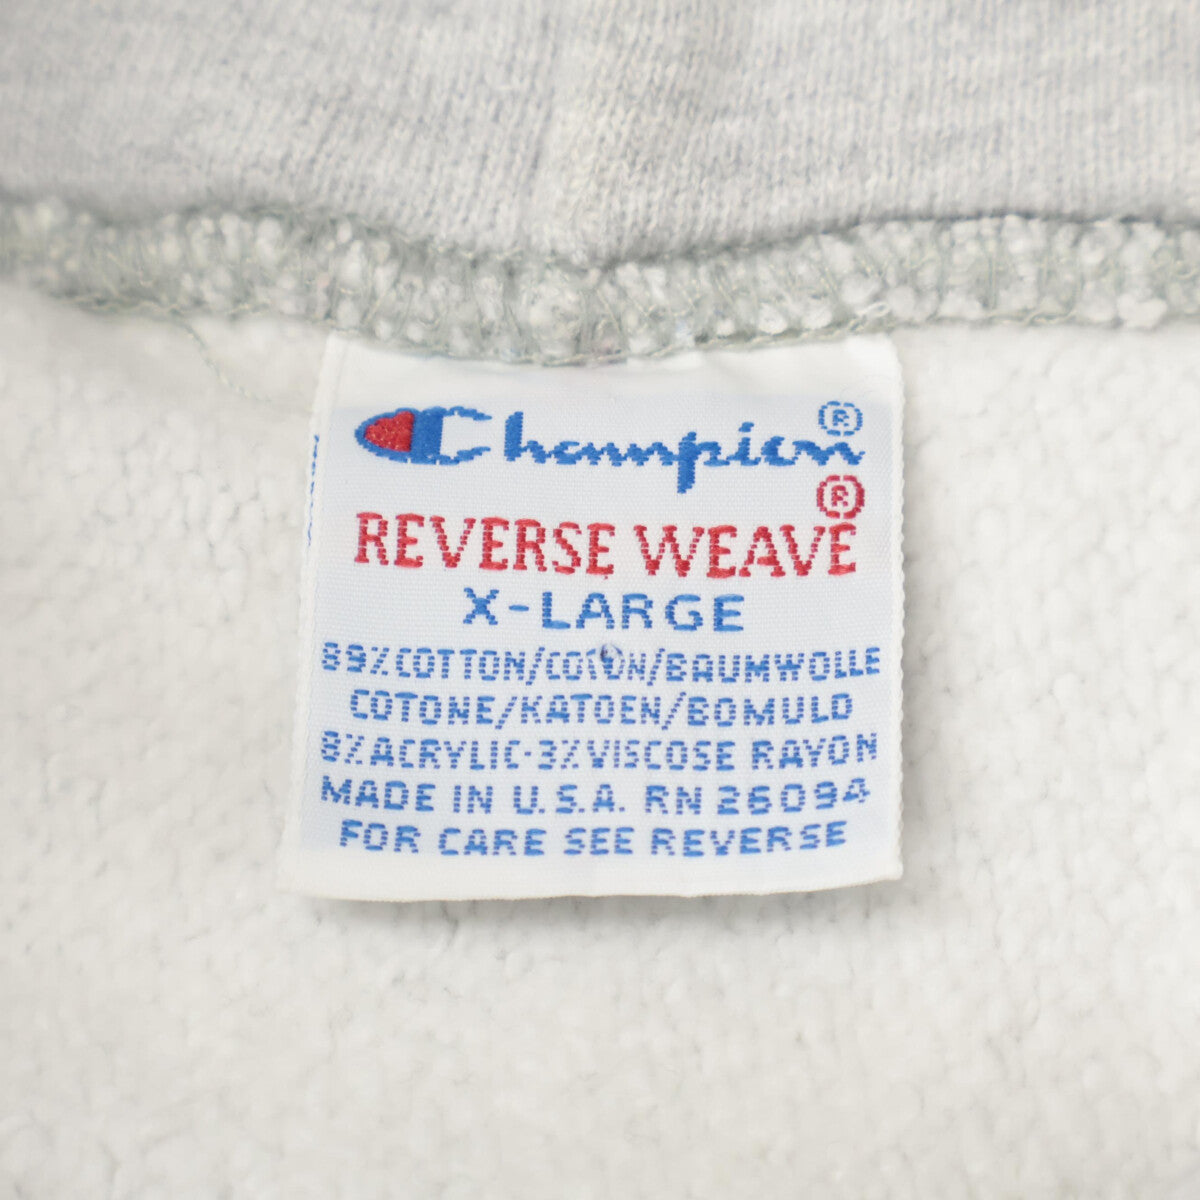 Champion®
REVERSE WEAVE®
X-LARGE
89% COTTON/COTON/BAUMWOLLE
COTONE/KATOEN/BOMULD
8% ACRYLIC·3% VISCOSE RAYON
MADE IN U.S.A. RN 26094
FOR CARE SEE REVERSE